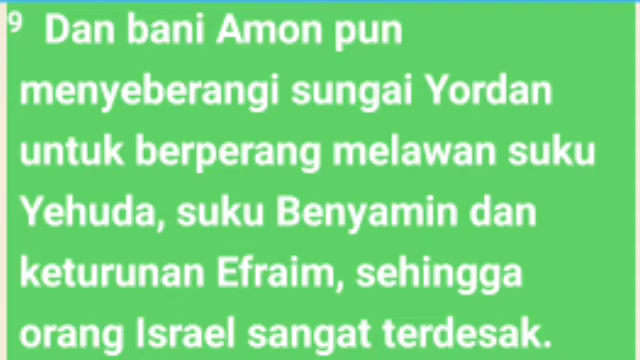 9 Dan bani Amon pun
menyeberangi sungai Yordan
untuk berperang melawan suku
Yehuda, suku Benyamin dan
keturunan Efraim, sehingga
orang Israel sangat terdesak.